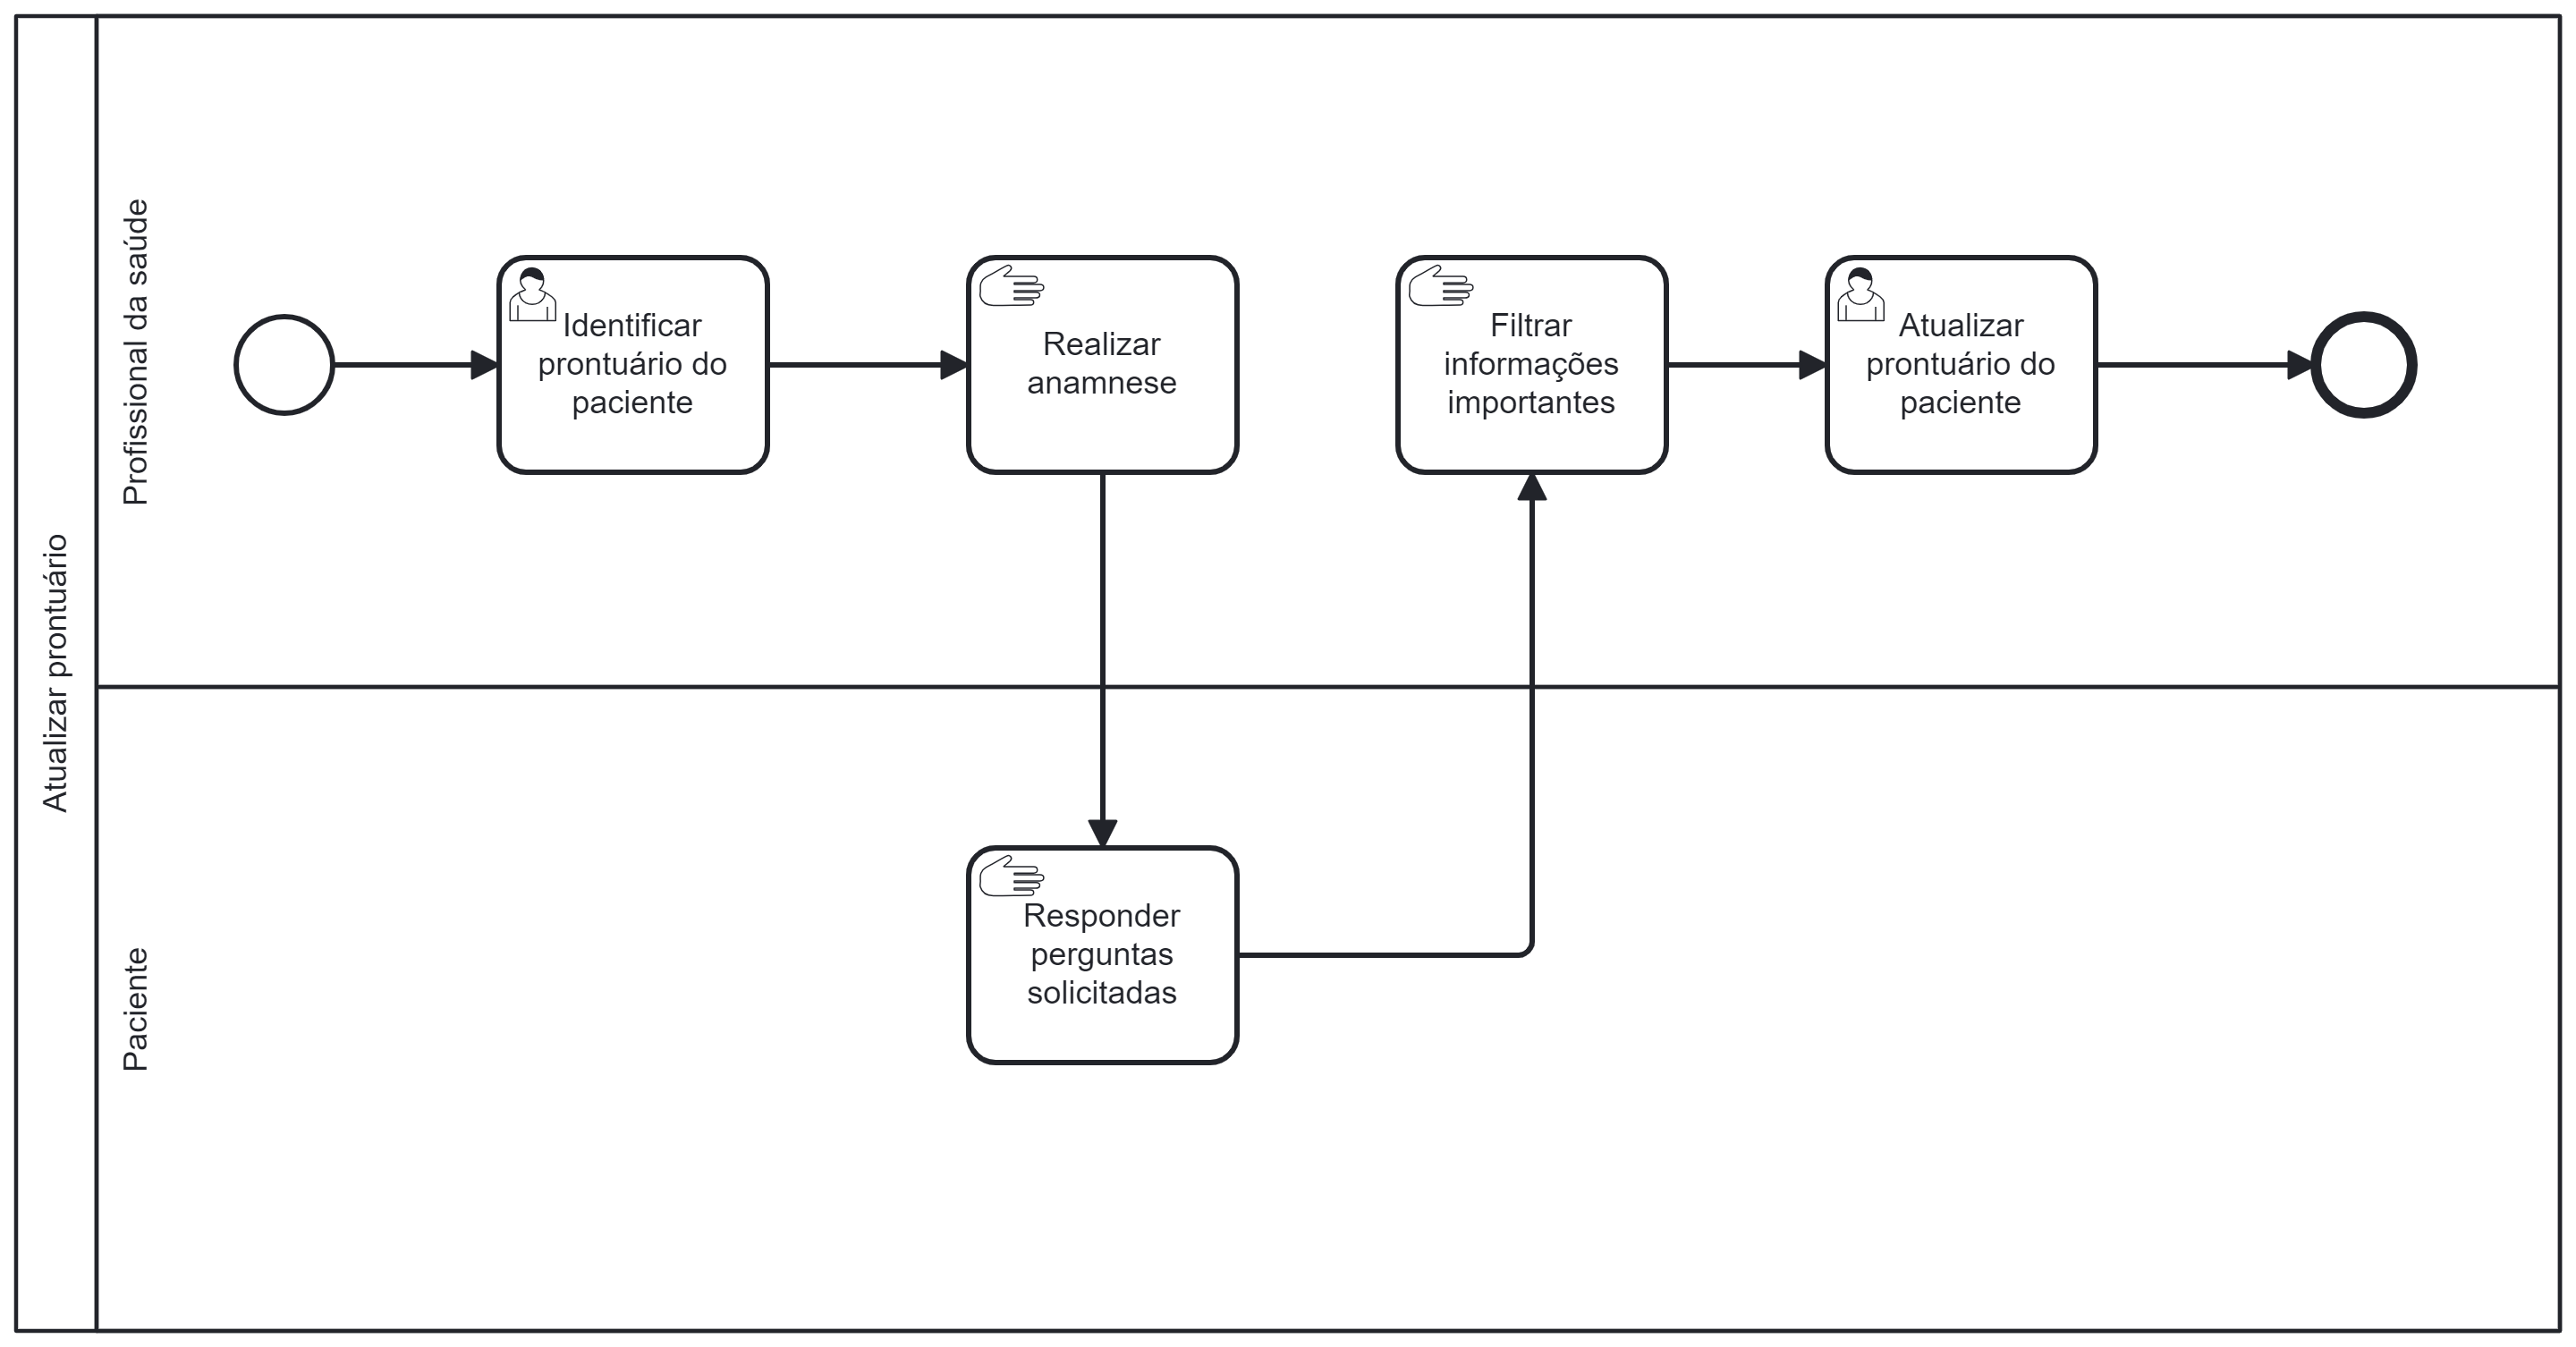 Atualizar prontuário
Profissional da saúde
Identificar
prontuário do
paciente
Realizar
anamnese
Filtrar
informações
importantes
Atualizar
prontuário do
paciente
Paciente
Responder
perguntas
solicitadas